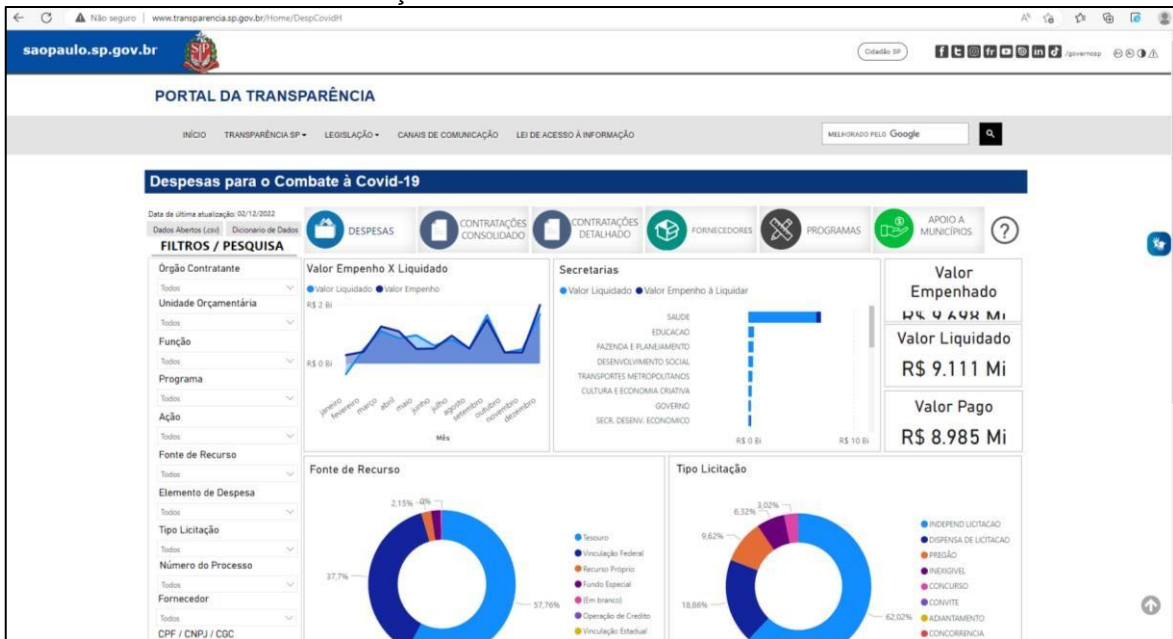 Não seguro
www.transparencia.sp.gov.br/Home/DespCovidH
saopaulo.sp.gov.br
SP
Cidadão SP
/governosp
PORTAL DA TRANSPARÊNCIA
INÍCIO TRANSPARÊNCIA SP LEGISLAÇÃO CANAIS DE COMUNICAÇÃO LEI DE ACESSO À INFORMAÇÃO
MELHORADO PELO Google
Despesas para o Combate à Covid-19
Data da última atualização: 02/12/2022
Dados Abertos (.csv) Dicionario de Dados
FILTROS / PESQUISA
DESPESAS
CONTRATAÇÕES
CONSOLIDADO
CONTRATAÇÕES
DETALHADO
FORNECEDORES
PROGRAMAS
APOIO A
MUNICÍPIOS
?
Órgão Contratante
Todos
Unidade Orçamentária
Todos
Função
Todos
Programa
Todos
Ação
Todos
Fonte de Recurso
Todos
Elemento de Despesa
Todos
Tipo Licitação
Todos
Número do Processo
Todos
Fornecedor
Todos
CPF / CNPJ / CGC
Valor Empenho X Liquidado
Valor Liquidado Valor Empenho
R$ 2 Bi
R$ 0 Bi
janeiro
fevereiro
março
abril
maio
junho
julho
agosto
setembro
outubro
novembro
dezembro
Mês
Secretarias
Valor Liquidado Valor Empenho à Liquidar
SAUDE
EDUCACAO
FAZENDA E PLANEJAMENTO
DESENVOLVIMENTO SOCIAL
TRANSPORTES METROPOLITANOS
CULTURA E ECONOMIA CRIATIVA
GOVERNO
SECR. DESENV. ECONOMICO
R$ 0 Bi R$ 10 Bi
Valor
Empenhado
R$ 9.698 Mi
Valor Liquidado
R$ 9.111 Mi
Valor Pago
R$ 8.985 Mi
Fonte de Recurso
2,15% 0%
37,7%
57,76%
Tesouro
Vinculação Federal
Recurso Próprio
Fundo Especial
(Em branco)
Operação de Credito
Vinculação Estadual
Tipo Licitação
3,02%
6,32%
9,62%
18,86%
62,02%
INDEPEND LICITACAO
DISPENSA DE LICITACAO
PREGÃO
INEXIGIVEL
CONCURSO
CONVITE
ADIANTAMENTO
CONCORRENCIA